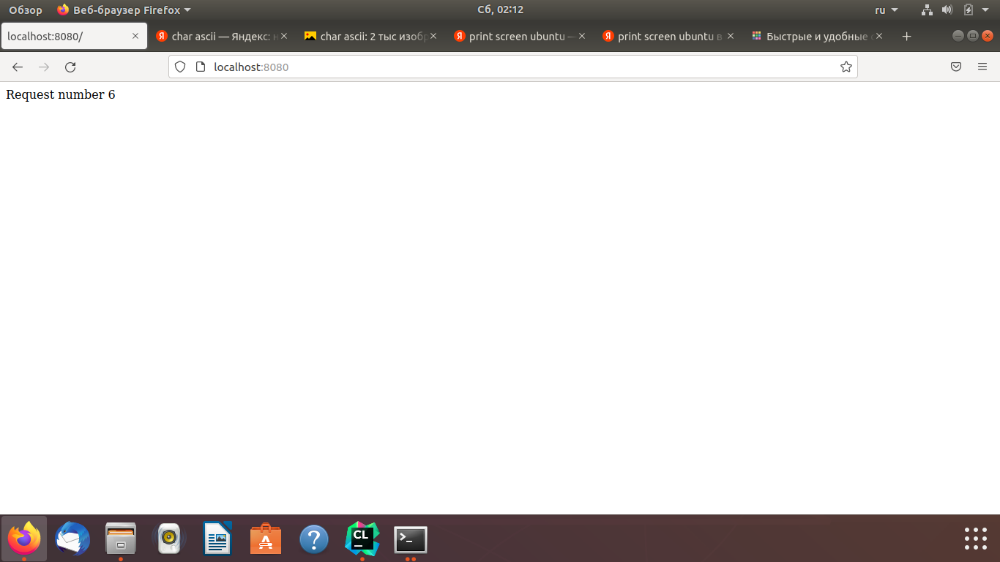 Обзор Веб-браузер Firefox Сб, 02:12 ru
localhost:8080/ char ascii — Яндекс: char ascii: 2 тыс print screen ubuntu — print screen ubuntu Быстрые и удобные
localhost:8080
Request number 6
CL